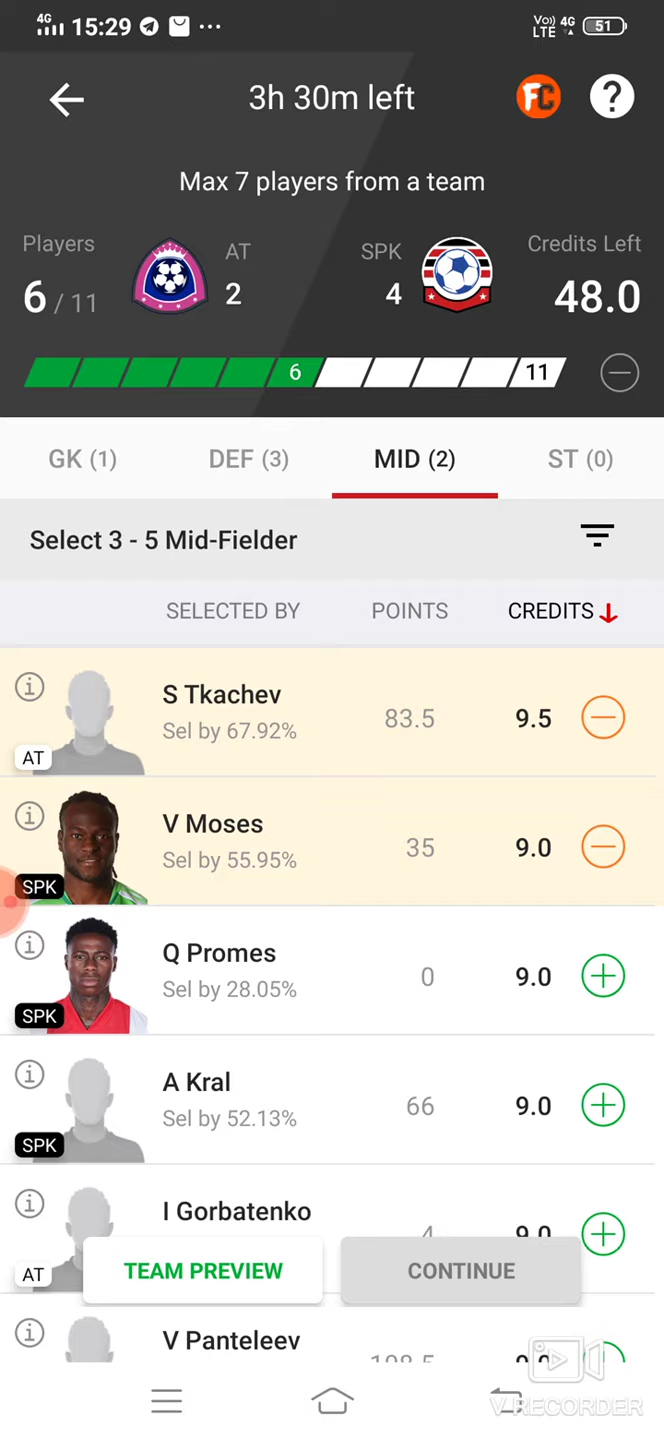 4G 15:29 ... Vo)) LTE 4G 51
3h 30m left FC ?
Max 7 players from a team
Players AT SPK Credits Left
6 / 11 2 4 48.0
6 11
GK (1) DEF (3) MID (2) ST (0)
Select 3 - 5 Mid-Fielder
SELECTED BY POINTS CREDITS
S Tkachev
Sel by 67.92% 83.5 9.5
AT
V Moses
Sel by 55.95% 35 9.0
SPK
Q Promes
Sel by 28.05% 0 9.0
SPK
A Kral
Sel by 52.13% 66 9.0
SPK
I Gorbatenko
4 9.0
AT
TEAM PREVIEW CONTINUE
V Panteleev
V RECORDER